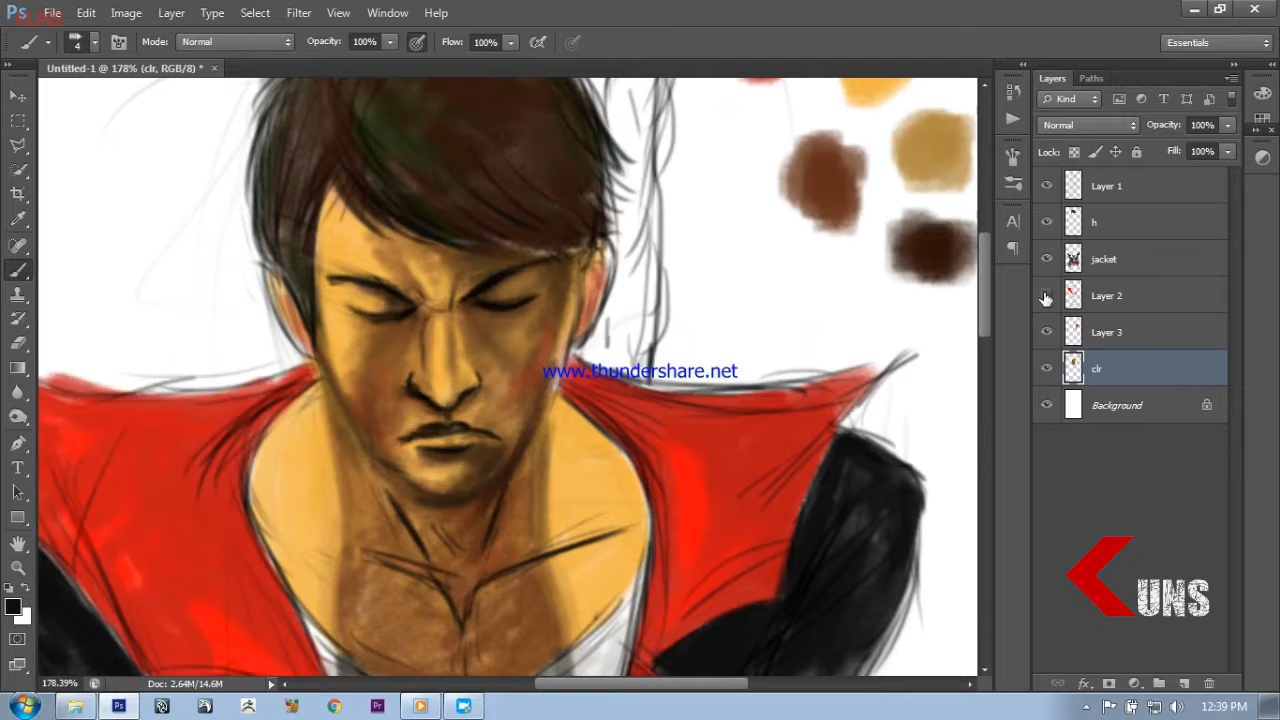 Ps File Edit Image Layer Type Select Filter View Window Help
4 Mode: Normal Opacity: 100% Flow: 100% Essentials
Untitled-1 @ 178% (clr, RGB/8) * ×
Layers Paths
Kind
Normal Opacity: 100%
Lock: Fill: 100%
Layer 1
h
jacket
Layer 2
Layer 3
clr
Background
www.thundershare.net
KUNS
178.39% Doc: 2.64M/14.6M
12:39 PM